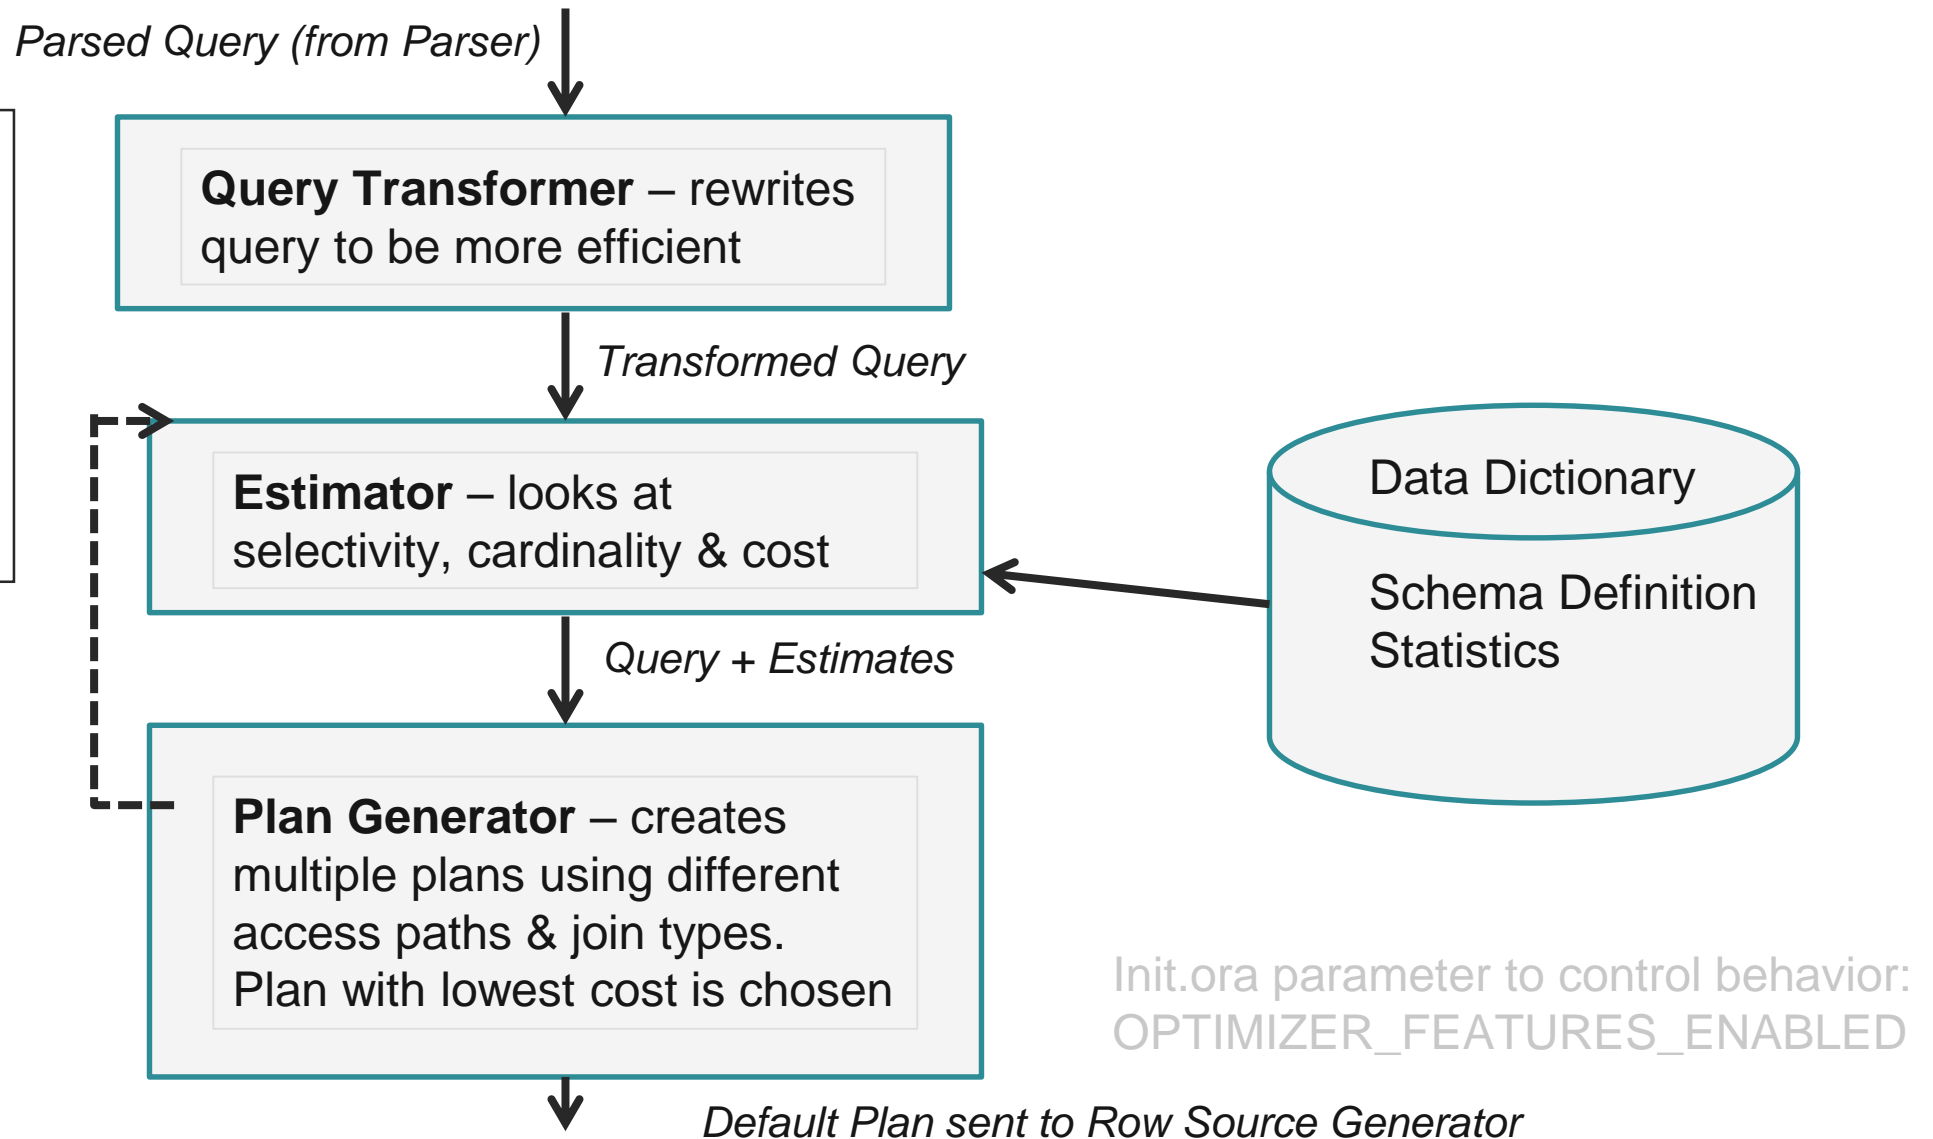 Parsed Query (from Parser)
Query Transformer – rewrites
query to be more efficient
Transformed Query
Estimator – looks at
selectivity, cardinality & cost
Data Dictionary
Schema Definition
Statistics
Query + Estimates
Plan Generator – creates
multiple plans using different
access paths & join types.
Plan with lowest cost is chosen
Init.ora parameter to control behavior:
OPTIMIZER_FEATURES_ENABLED
Default Plan sent to Row Source Generator